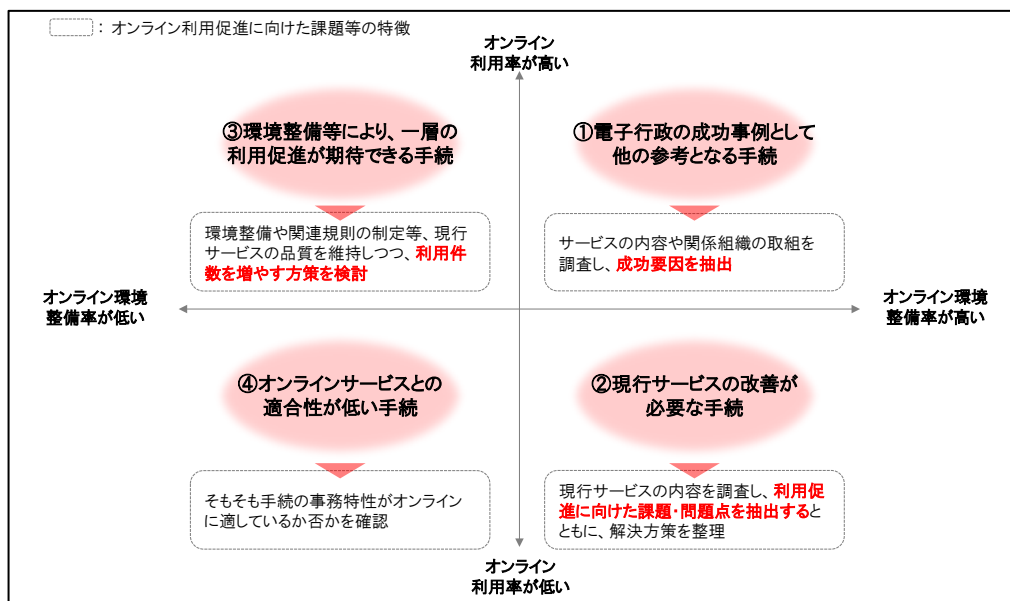 ：オンライン利用促進に向けた課題等の特徴
オンライン
利用率が高い
③環境整備等により、一層の
利用促進が期待できる手続
環境整備や関連規則の制定等、現行
サービスの品質を維持しつつ、利用件
数を増やす方策を検討
①電子行政の成功事例として
他の参考となる手続
サービスの内容や関係組織の取組を
調査し、成功要因を抽出
オンライン環境
整備率が低い
オンライン環境
整備率が高い
④オンラインサービスとの
適合性が低い手続
そもそも手続の事務特性がオンライン
に適しているか否かを確認
②現行サービスの改善が
必要な手続
現行サービスの内容を調査し、利用促
進に向けた課題・問題点を抽出すると
ともに、解決方策を整理
オンライン
利用率が低い